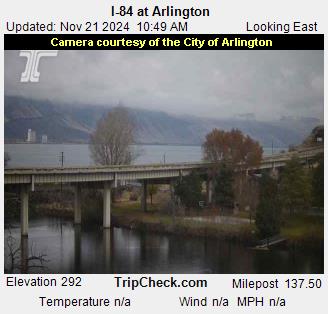 I-84 at Arlington
Updated: Nov 21 2024 10:49 AM Looking East
Camera courtesy of the City of Arlington
Elevation 292 TripCheck.com Milepost 137.50
Temperature n/a Wind n/a MPH n/a